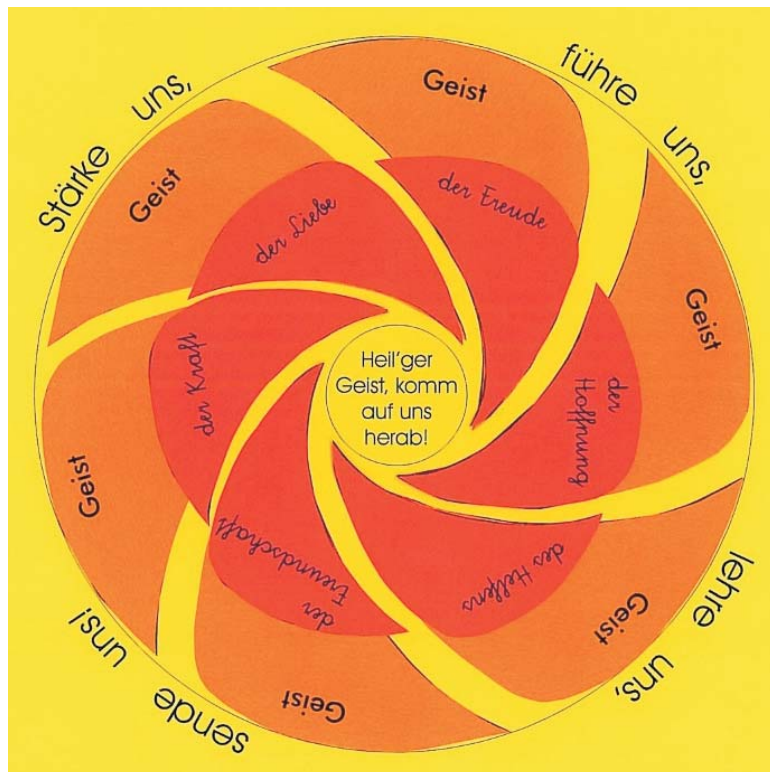 Stärke uns,
führe uns,
lehre uns,
sende uns!
Geist
der Liebe
Geist
der Freude
Geist
der
Hoffnung
Geist
des Helfens
Geist
der
Freundschaft
Geist
der Kraft
Heil'ger
Geist, komm
auf uns
herab!